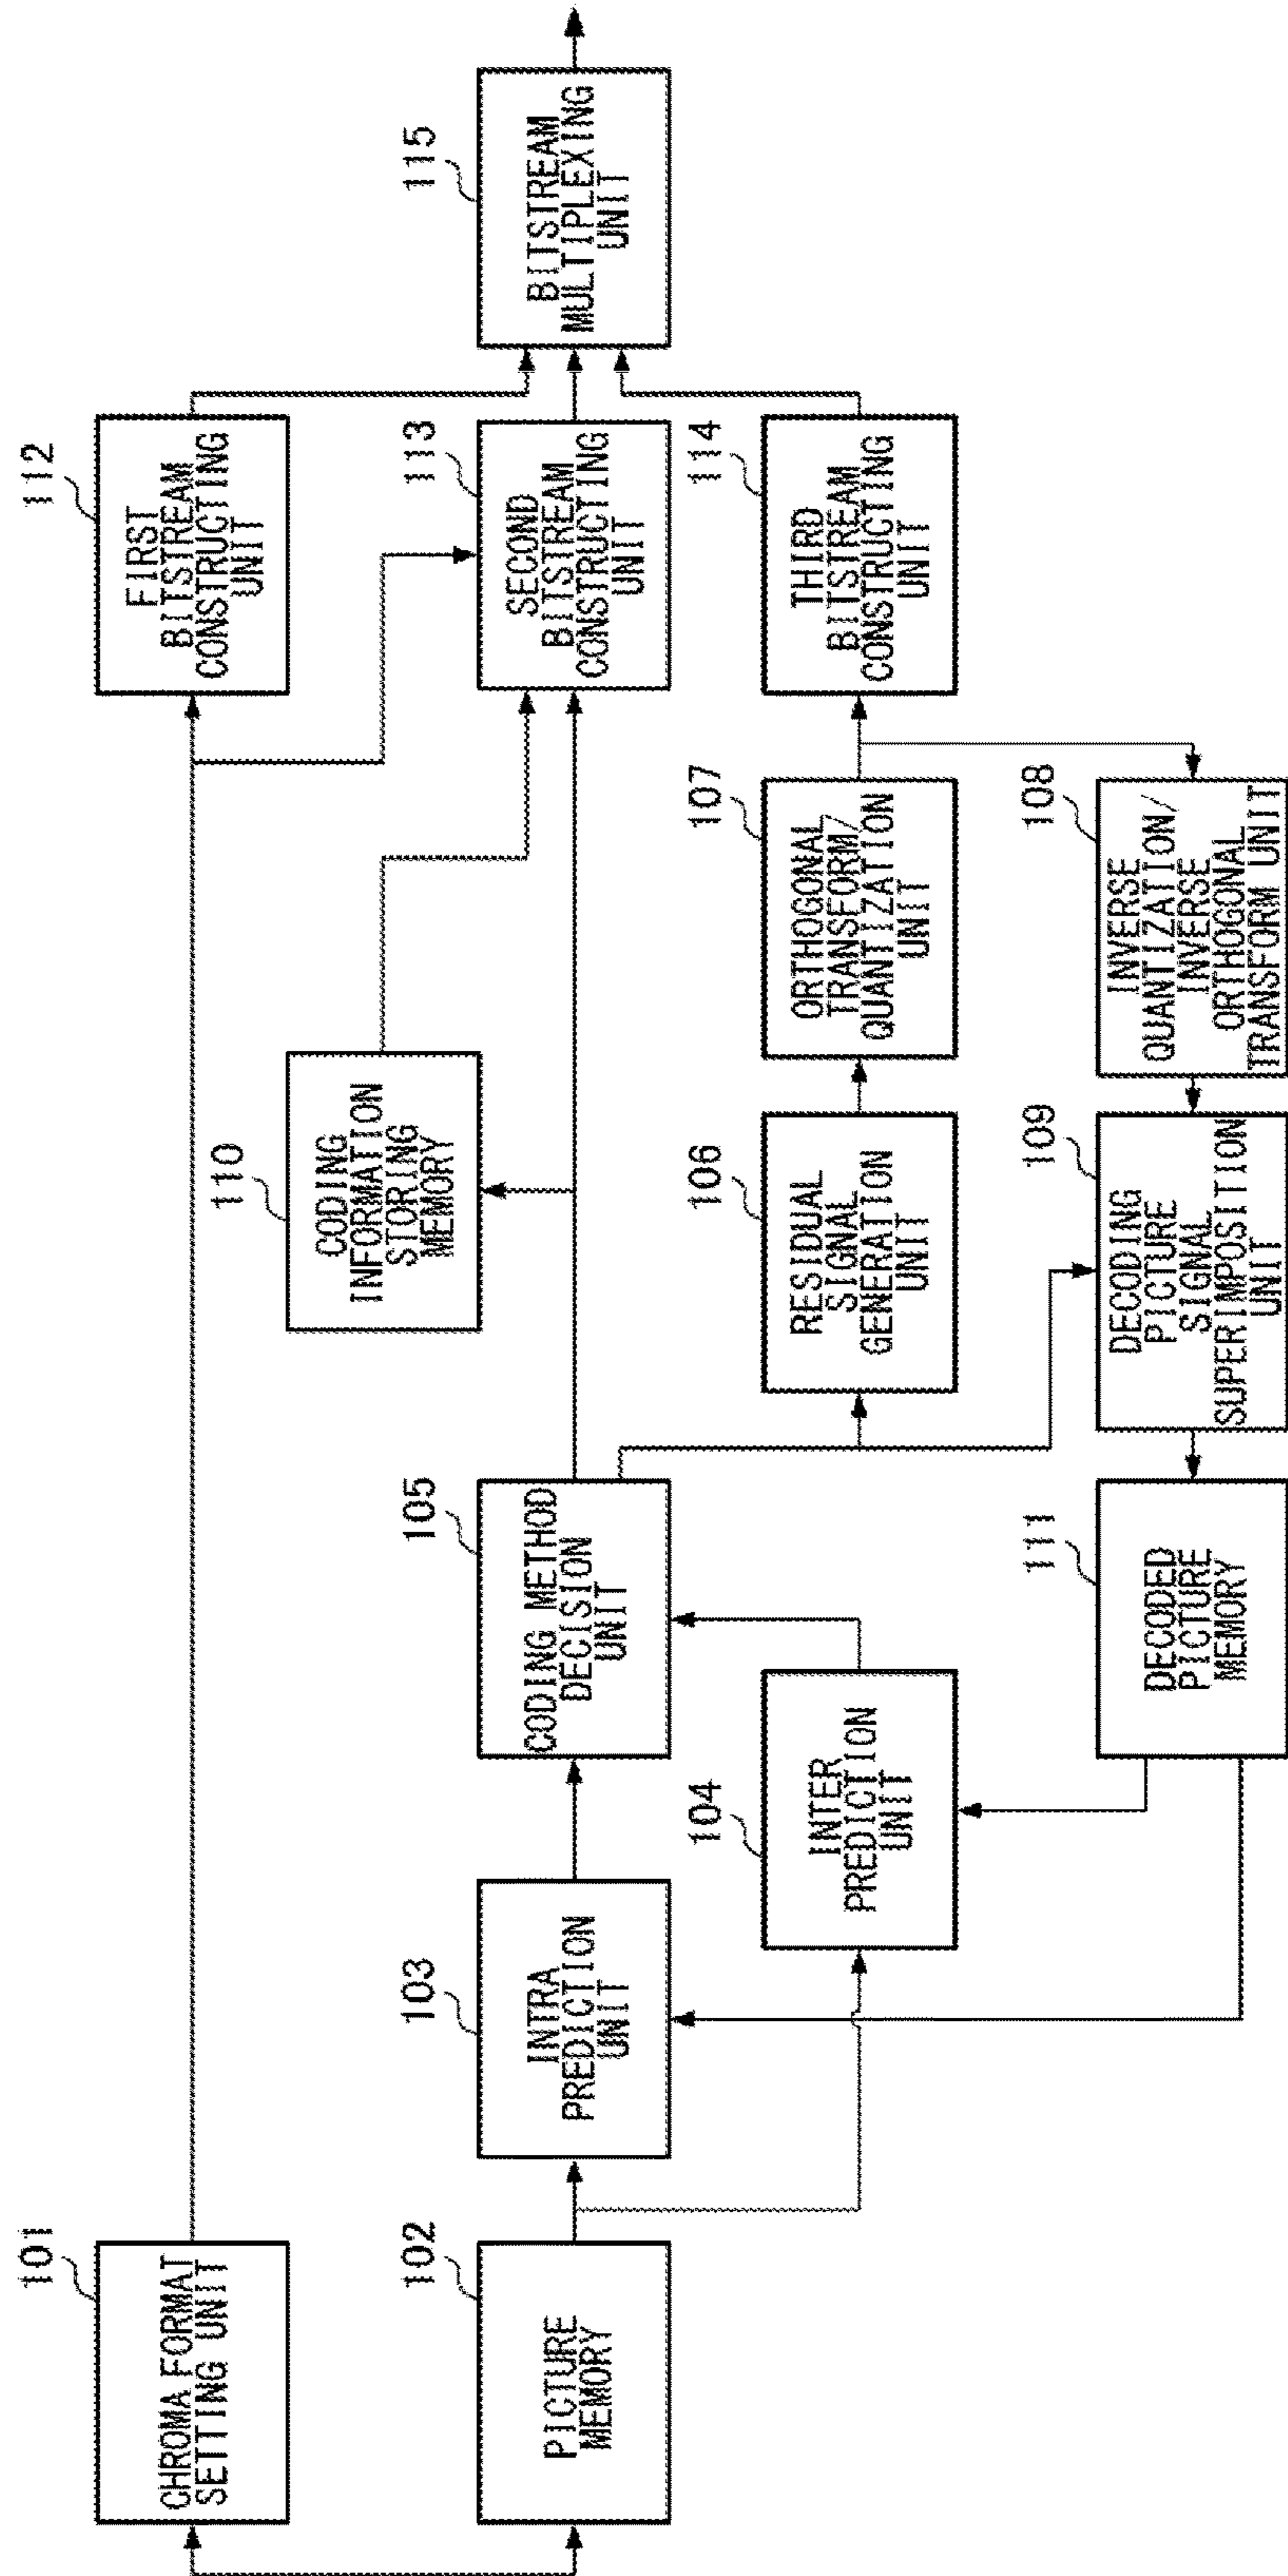 101
CHROMA FORMAT
SETTING UNIT
102
PICTURE
MEMORY
103
INTRA
PREDICTION
UNIT
104
INTER
PREDICTION
UNIT
105
CODING METHOD
DECISION
UNIT
106
RESIDUAL
SIGNAL
GENERATION
UNIT
107
ORTHOGONAL
TRANSFORM/
QUANTIZATION
UNIT
108
INVERSE
QUANTIZATION/
INVERSE
ORTHOGONAL
TRANSFORM UNIT
109
DECODING
PICTURE
SIGNAL
SUPERIMPOSITION
UNIT
110
CODING
INFORMATION
STORING
MEMORY
111
DECODED
PICTURE
MEMORY
112
FIRST
BITSTREAM
CONSTRUCTING
UNIT
113
SECOND
BITSTREAM
CONSTRUCTING
UNIT
114
THIRD
BITSTREAM
CONSTRUCTING
UNIT
115
BITSTREAM
MULTIPLEXING
UNIT